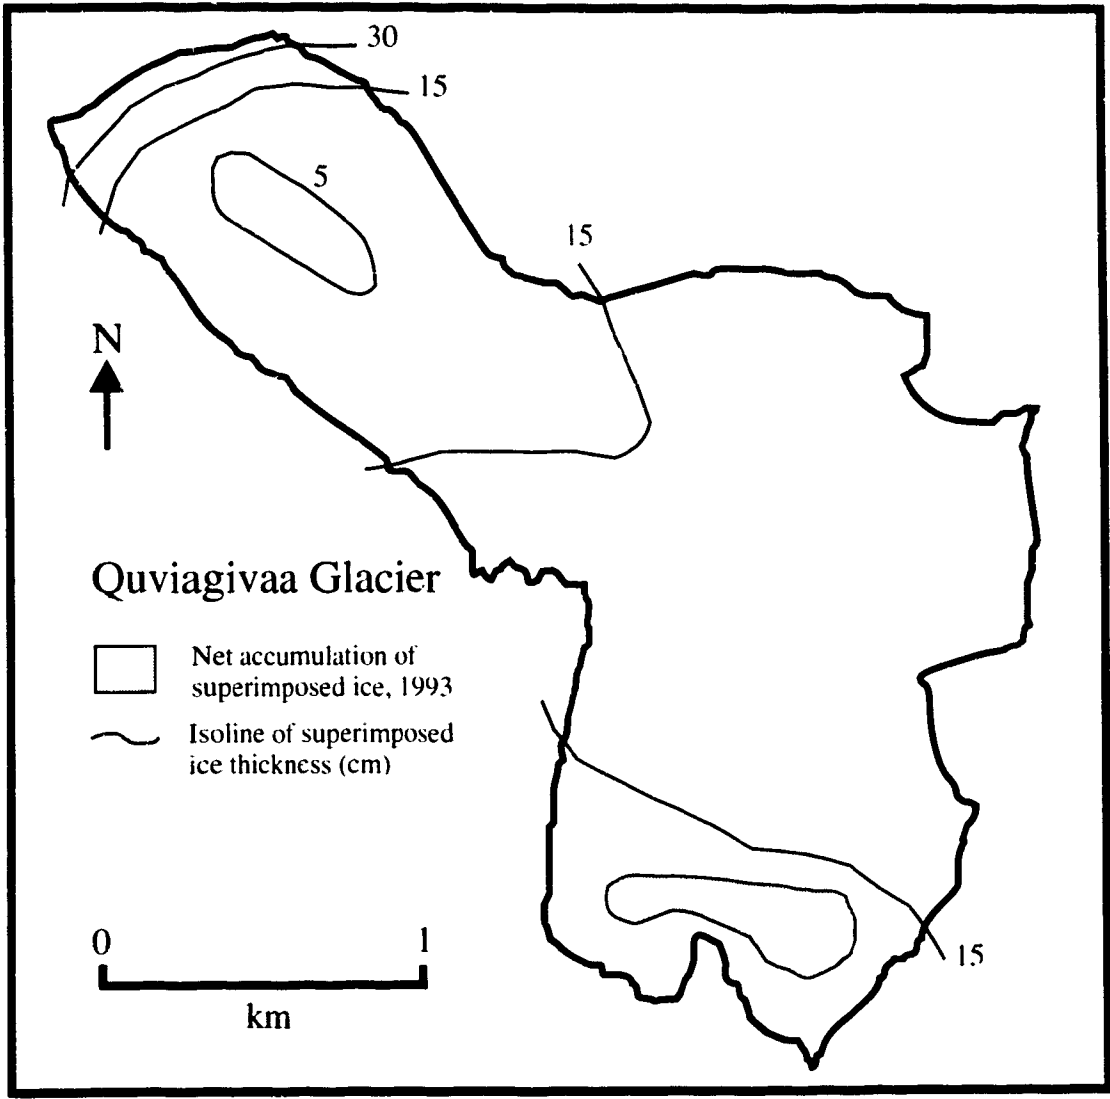 30
15
5
15
N
Quviagivaa Glacier
Net accumulation of
superimposed ice, 1993
Isoline of superimposed
ice thickness (cm)
0 1
km
15